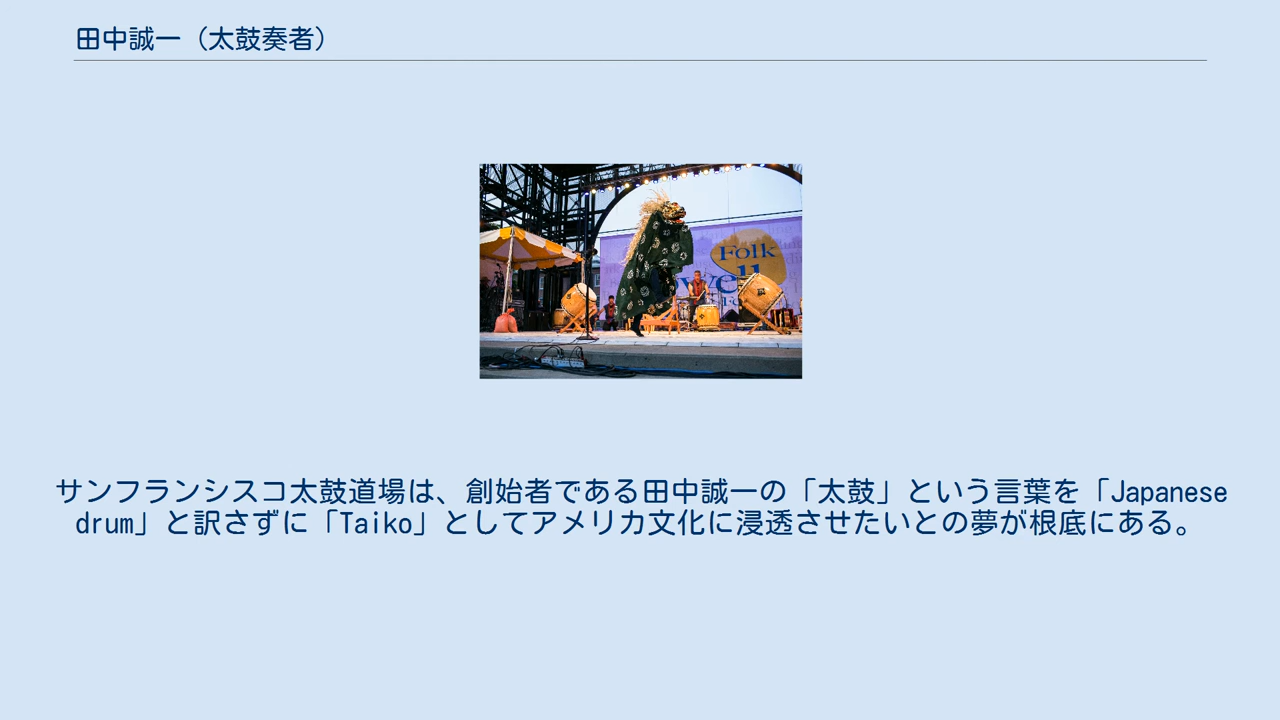 田中誠一（太鼓奏者）
Folk
サンフランシスコ太鼓道場は、創始者である田中誠一の「太鼓」という言葉を「Japanese
drum」と訳さずに「Taiko」としてアメリカ文化に浸透させたいとの夢が根底にある。